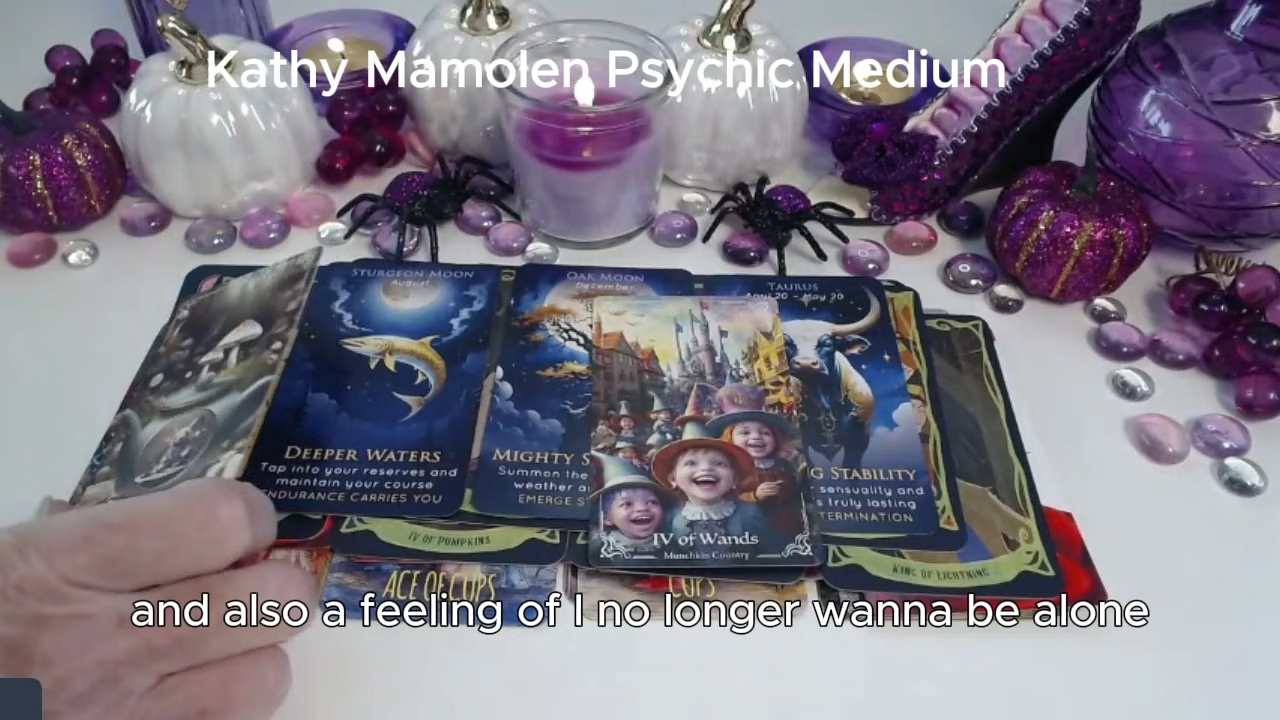 Kathy Mamolen Psychic Medium
STURGEON MOON
August
OAK MOON
December
TAURUS
April 20 - May 20
DEEPER WATERS
Tap into your reserves and
maintain your course
ENDURANCE CARRIES YOU
MIGHTY S
Summon the
weather a
EMERGE S
G STABILITY
sensuality and
's truly lasting
TERMINATION
IV of Wands
Munchkin Country
IV OF PUMPKINS
KING OF LIGHTNING
ACE OF CUPS
CUPS
and also a feeling of I no longer wanna be alone